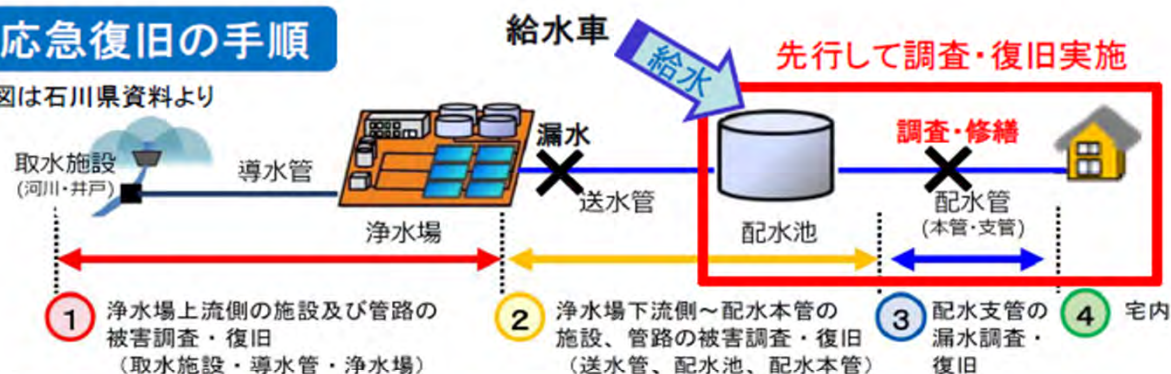 応急復旧の手順
図は石川県資料より
給水車
給水
先行して調査・復旧実施
取水施設
(河川・井戸)
導水管
浄水場
漏水
送水管
配水池
調査・修繕
配水管
(本管・支管)
1 浄水場上流側の施設及び管路の
被害調査・復旧
(取水施設・導水管・浄水場)
2 浄水場下流側～配水本管の
施設、管路の被害調査・復旧
(送水管、配水池、配水本管)
3 配水支管の
漏水調査・
復旧
4 宅内